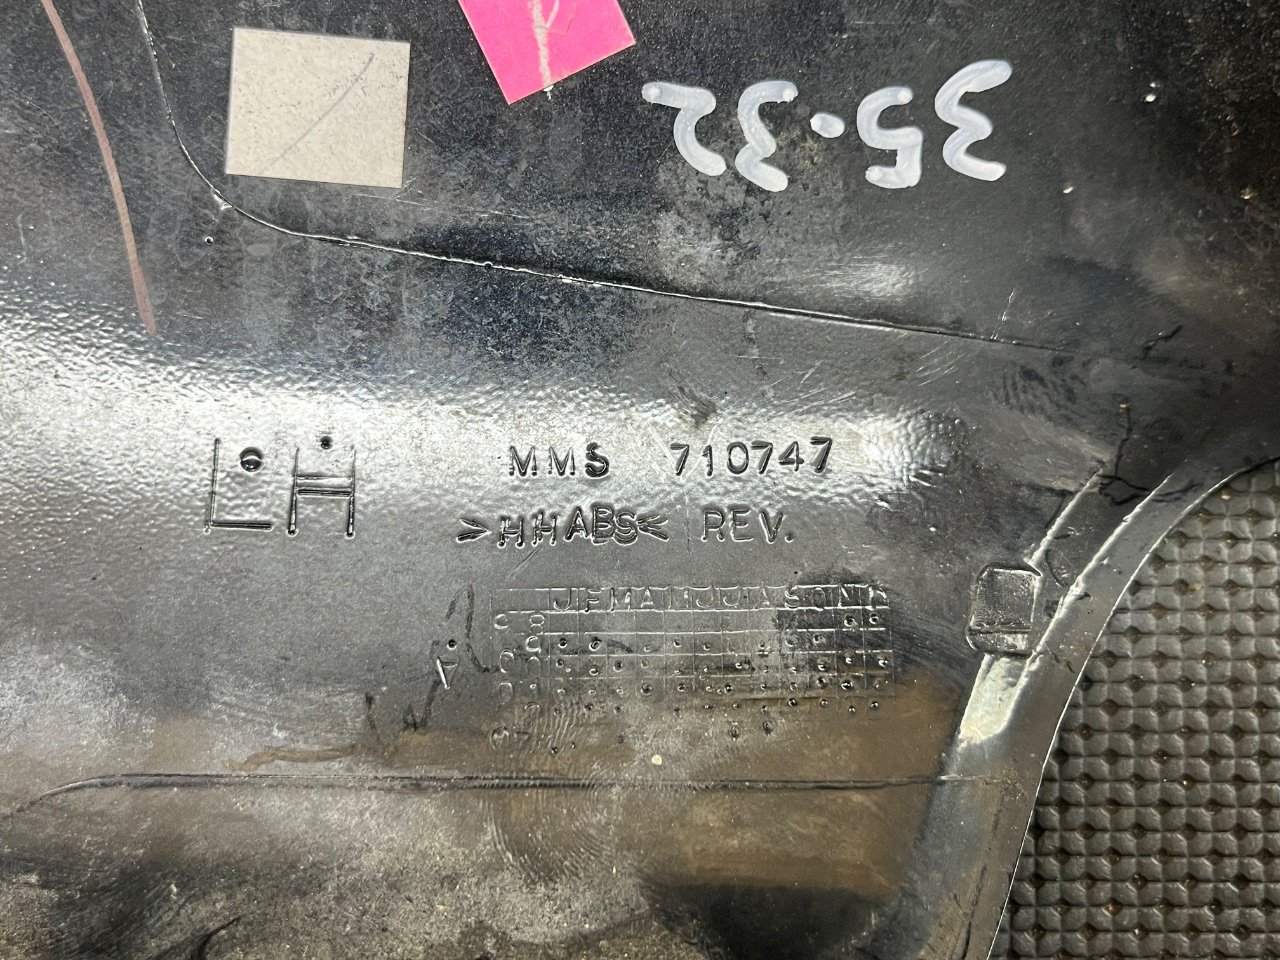 35.32
LH
MMS 710747
>HHABS< REV.
JFMAMJJASOND
A